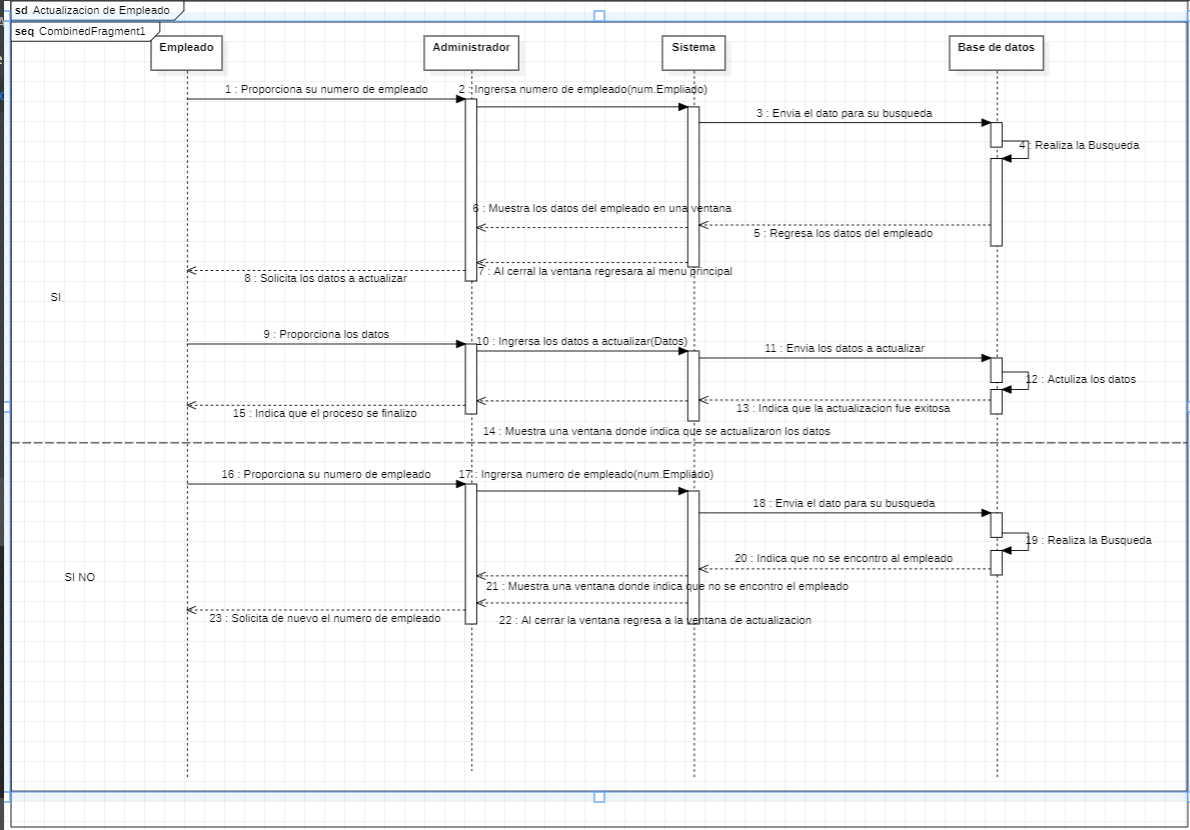 sd Actualizacion de Empleado
seq CombinedFragment1
Empleado
Administrador
Sistema
Base de datos
1 : Proporciona su numero de empleado
2 : Ingrersa numero de empleado(num.Empliado)
3 : Envia el dato para su busqueda
4 : Realiza la Busqueda
6 : Muestra los datos del empleado en una ventana
5 : Regresa los datos del empleado
7 : Al cerral la ventana regresara al menu principal
8 : Solicita los datos a actualizar
SI
9 : Proporciona los datos
10 : Ingrersa los datos a actualizar(Datos)
11 : Envia los datos a actualizar
12 : Actuliza los datos
13 : Indica que la actualizacion fue exitosa
15 : Indica que el proceso se finalizo
14 : Muestra una ventana donde indica que se actualizaron los datos
16 : Proporciona su numero de empleado
17 : Ingrersa numero de empleado(num.Empliado)
18 : Envia el dato para su busqueda
19 : Realiza la Busqueda
20 : Indica que no se encontro al empleado
SI NO
21 : Muestra una ventana donde indica que no se encontro el empleado
23 : Solicita de nuevo el numero de empleado
22 : Al cerrar la ventana regresa a la ventana de actualizacion